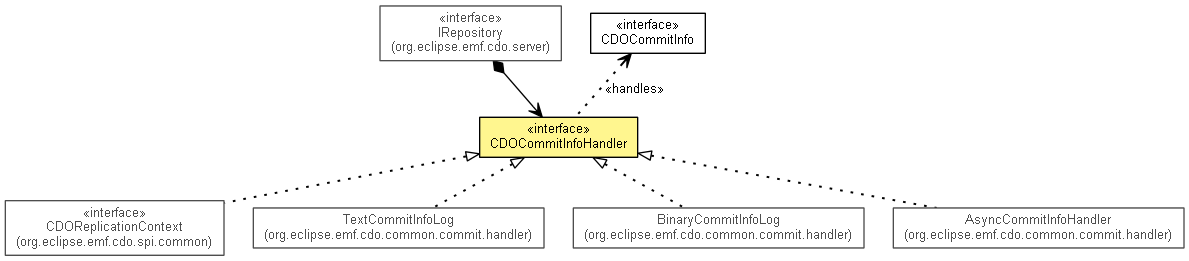 «interface»
IRepository
(org.eclipse.emf.cdo.server)
«interface»
CDOCommitInfo
«handles»
«interface»
CDOCommitInfoHandler
«interface»
CDOReplicationContext
(org.eclipse.emf.cdo.spi.common)
TextCommitInfoLog
(org.eclipse.emf.cdo.common.commit.handler)
BinaryCommitInfoLog
(org.eclipse.emf.cdo.common.commit.handler)
AsyncCommitInfoHandler
(org.eclipse.emf.cdo.common.commit.handler)